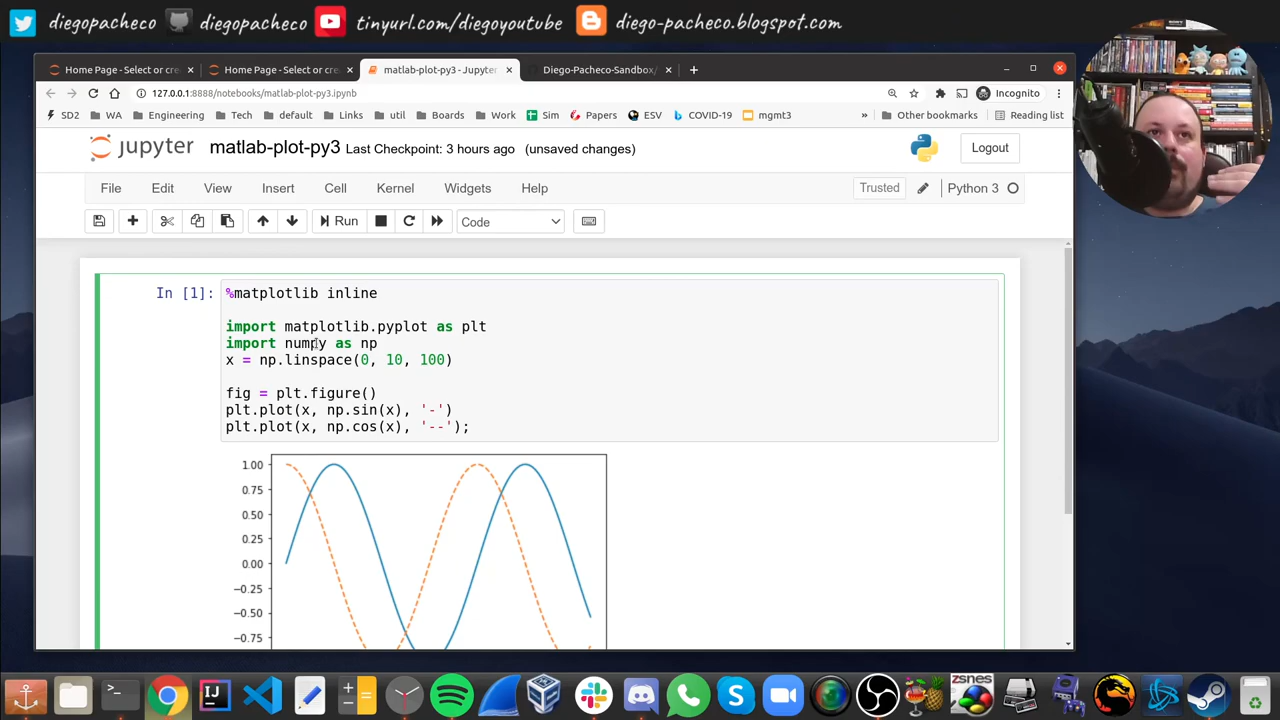 diegopacheco diegopacheco tinyurl.com/diegoyoutube diego-pacheco.blogspot.com
Home Page - Select or cre Home Page - Select or cre matlab-plot-py3 - Jupyter Diego-Pacheco-Sandbox/
127.0.0.1:8888/notebooks/matlab-plot-py3.ipynb Incognito
SD2 WA Engineering Tech default Links util Boards Work Sim Papers ESV COVID-19 mgmt3 » Other bookmarks Reading list
jupyter matlab-plot-py3 Last Checkpoint: 3 hours ago (unsaved changes) Logout
File Edit View Insert Cell Kernel Widgets Help Trusted Python 3
Run Code
In [1]: %matplotlib inline
import matplotlib.pyplot as plt
import numpy as np
x = np.linspace(0, 10, 100)
fig = plt.figure()
plt.plot(x, np.sin(x), '-')
plt.plot(x, np.cos(x), '--');
1.00
0.75
0.50
0.25
0.00
−0.25
−0.50
−0.75
zsnes